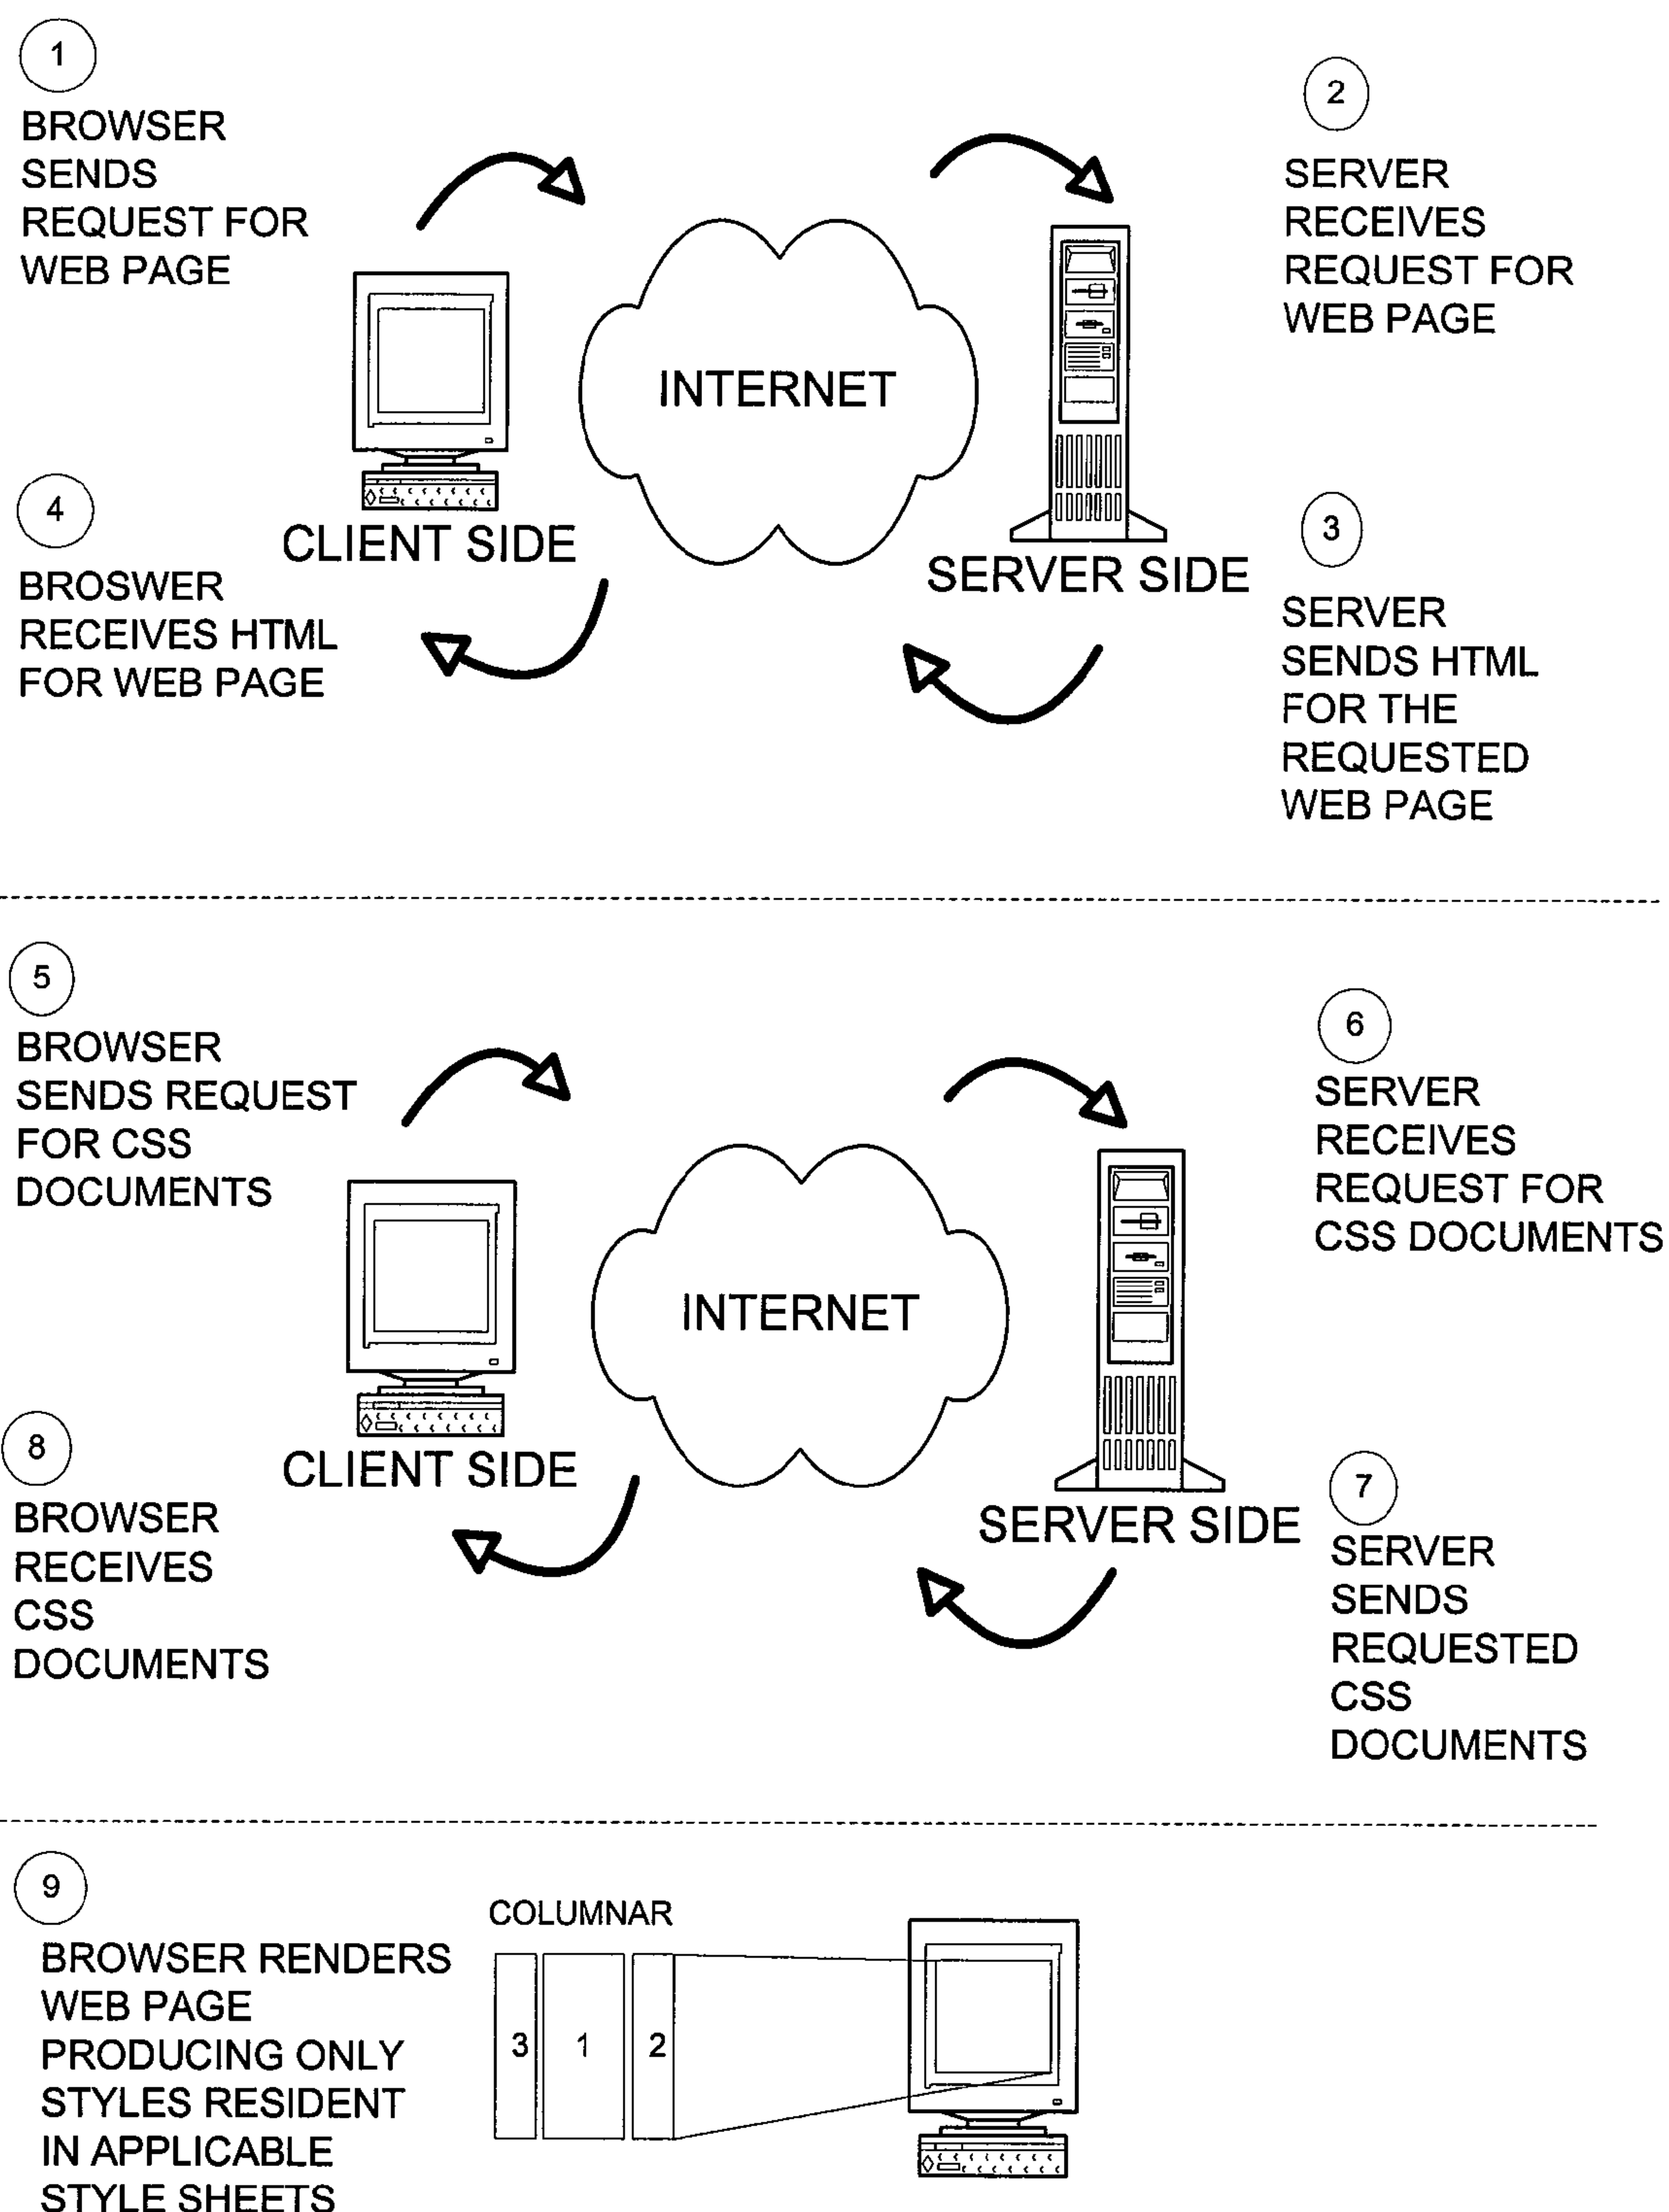 1
BROWSER
SENDS
REQUEST FOR
WEB PAGE
2
SERVER
RECEIVES
REQUEST FOR
WEB PAGE
INTERNET
CLIENT SIDE
SERVER SIDE
3
SERVER
SENDS HTML
FOR THE
REQUESTED
WEB PAGE
4
BROSWER
RECEIVES HTML
FOR WEB PAGE
5
BROWSER
SENDS REQUEST
FOR CSS
DOCUMENTS
6
SERVER
RECEIVES
REQUEST FOR
CSS DOCUMENTS
INTERNET
CLIENT SIDE
SERVER SIDE
7
SERVER
SENDS
REQUESTED
CSS
DOCUMENTS
8
BROWSER
RECEIVES
CSS
DOCUMENTS
9
BROWSER RENDERS
WEB PAGE
PRODUCING ONLY
STYLES RESIDENT
IN APPLICABLE
STYLE SHEETS
COLUMNAR
3 1 2